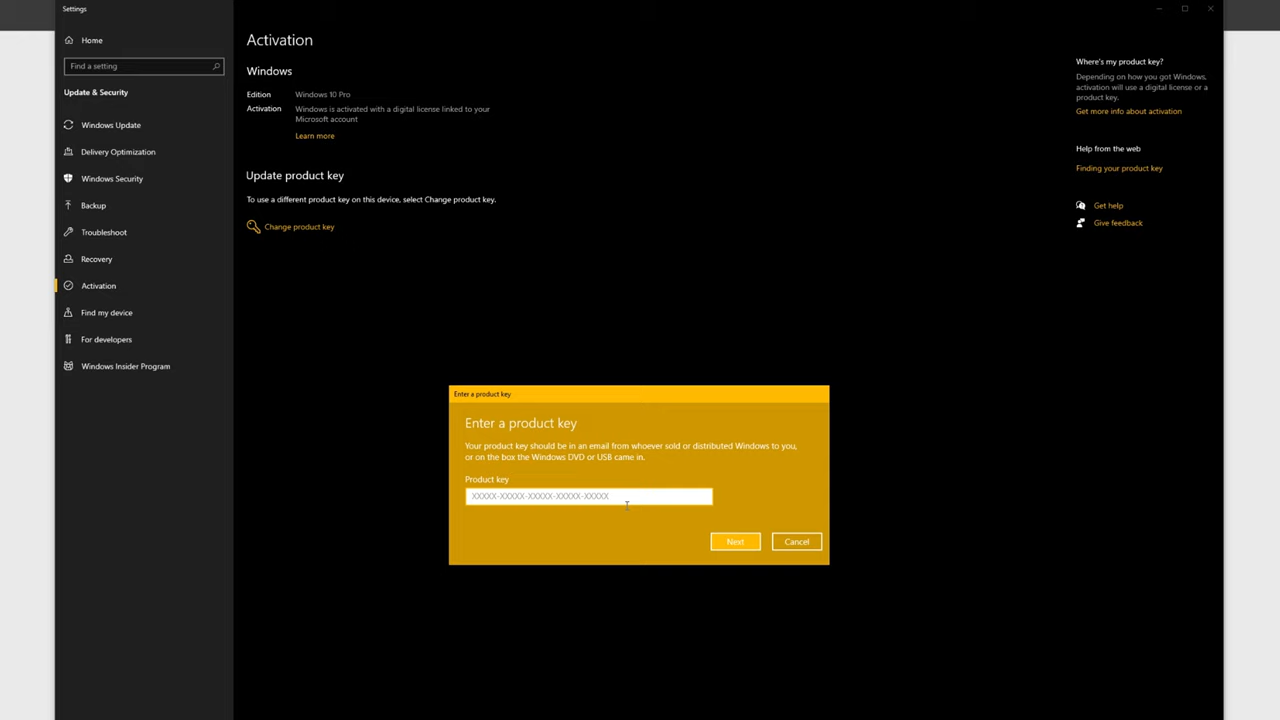 Settings
Home
Find a setting
Update & Security
Windows Update
Delivery Optimization
Windows Security
Backup
Troubleshoot
Recovery
Activation
Find my device
For developers
Windows Insider Program
Activation
Windows
Edition Windows 10 Pro
Activation Windows is activated with a digital license linked to your
Microsoft account
Learn more
Update product key
To use a different product key on this device, select Change product key.
Change product key
Where's my product key?
Depending on how you got Windows,
activation will use a digital license or a
product key.
Get more info about activation
Help from the web
Finding your product key
Get help
Give feedback
Enter a product key
Enter a product key
Your product key should be in an email from whoever sold or distributed Windows to you,
or on the box the Windows DVD or USB came in.
Product key
XXXXX-XXXXX-XXXXX-XXXXX-XXXXX
Next Cancel